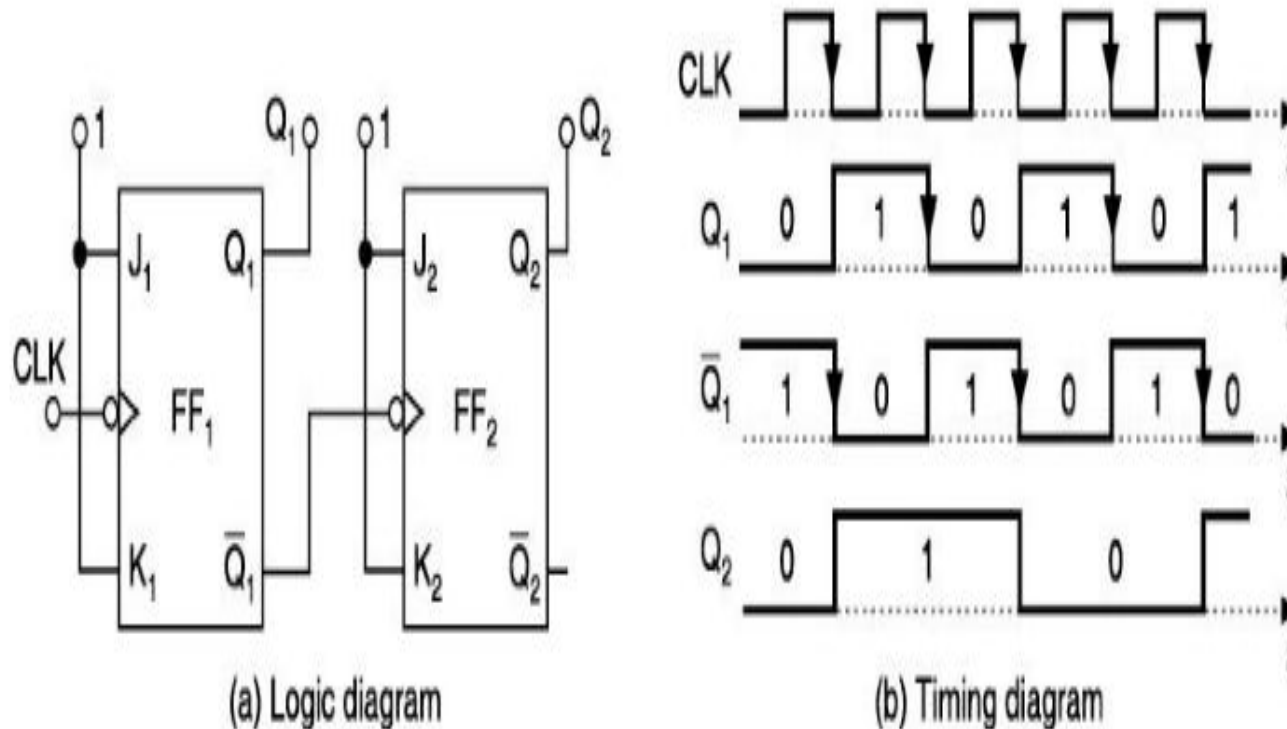 1 Q₁ 1 Q₂
J₁ Q₁ J₂ Q₂
CLK
FF₁ FF₂
K₁ Q̅₁ K₂ Q̅₂
(a) Logic diagram
CLK
Q₁ 0 1 0 1 0 1
Q̅₁ 1 0 1 0 1 0
Q₂ 0 1 0
(b) Timing diagram